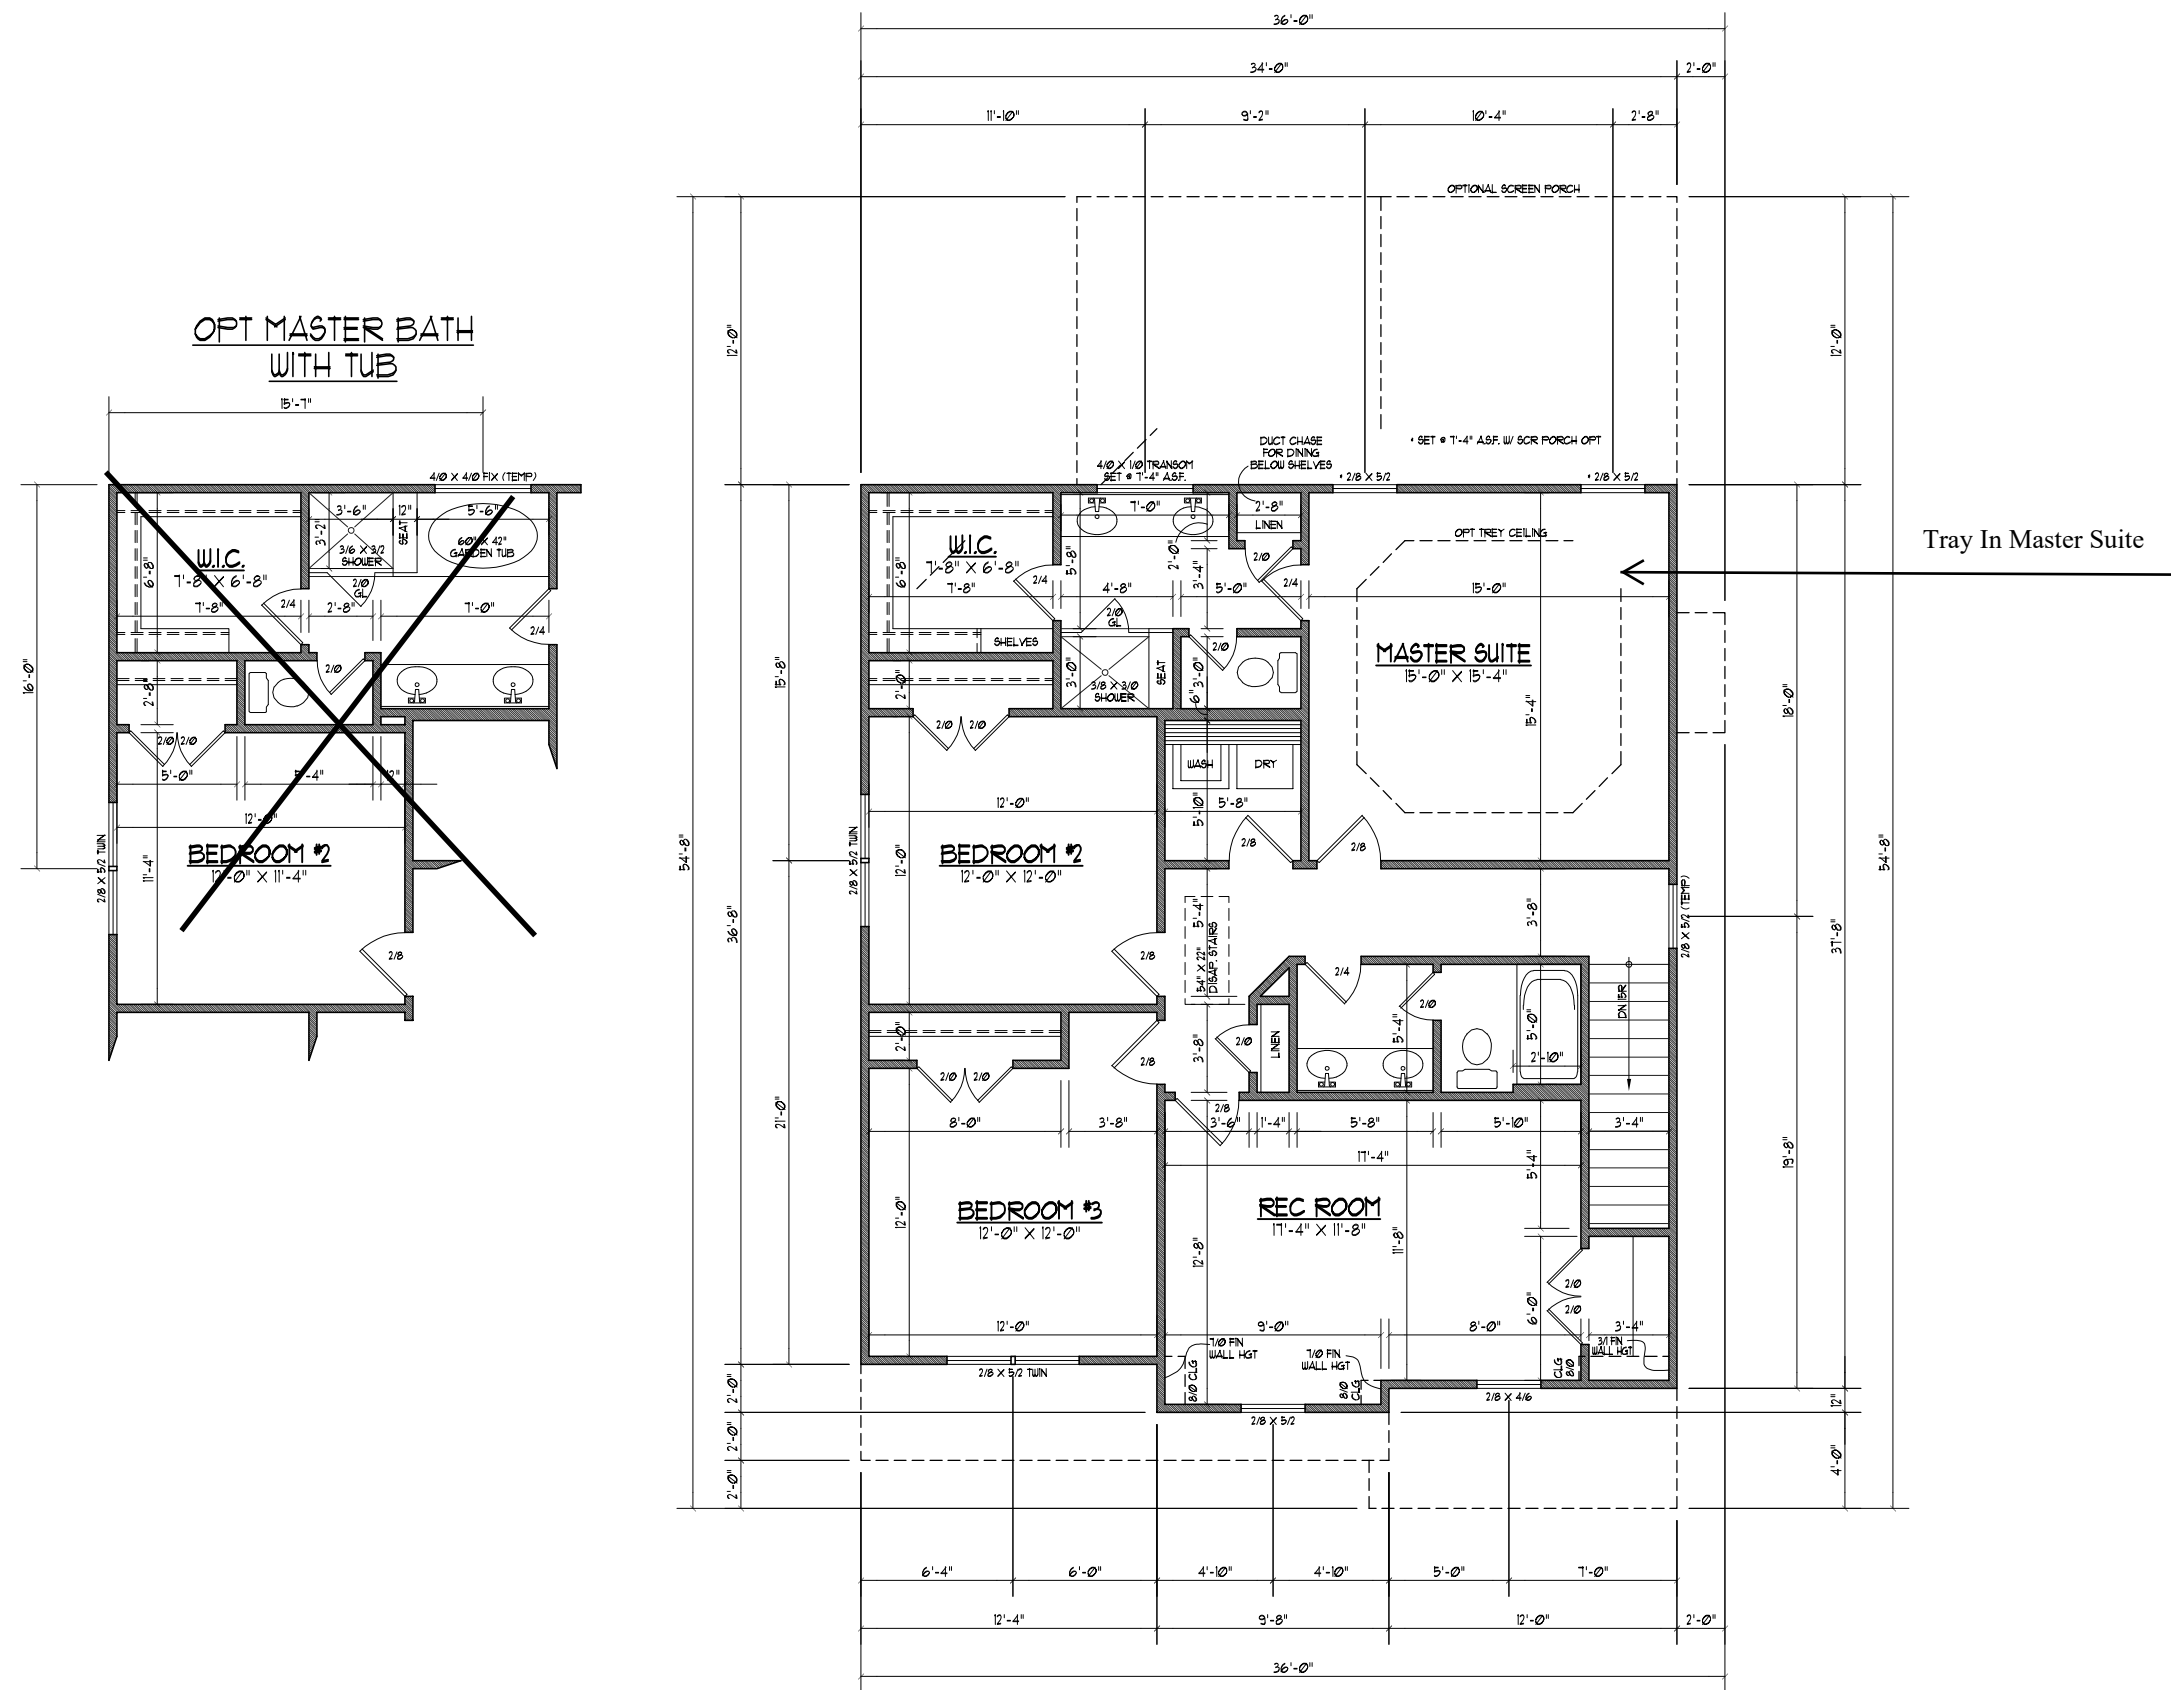 36'-0"
34'-0"
2'-0"
11'-10"
9'-2"
10'-4"
2'-8"
OPTIONAL SCREEN PORCH
12'-0"
12'-0"
OPT MASTER BATH
WITH TUB
15'-7"
4/0 X 4/0 FIX (TEMP)
3'-6"
12"
5'-6"
3'-2"
SEAT
60" X 42"
GARDEN TUB
3/6 X 3/2
SHOWER
W.I.C.
7'-8" X 6'-8"
6'-8"
7'-8"
2/4
2/0
GL
2'-8"
7'-0"
2/4
16'-0"
2/0
2'-8"
2/0
2/0
5'-0"
5'-4"
12"
12'-0"
BEDROOM #2
12'-0" X 11'-4"
11'-4"
2/8 X 5/2 TWIN
2/8
DUCT CHASE
FOR DINING
BELOW SHELVES
* SET @ 7'-4" A.S.F. W/ SCR PORCH OPT
4/0 X 1/0 TRANSOM
SET @ 7'-4" A.S.F.
* 2/8 X 5/2
* 2/8 X 5/2
7'-0"
2'-8"
LINEN
OPT TREY CEILING
Tray In Master Suite
W.I.C.
7'-8" X 6'-8"
6'-8"
7'-8"
5'-8"
2'-0"
3'-4"
2/0
2/4
4'-8"
5'-0"
2/4
15'-0"
2/0
GL
SHELVES
2/0
MASTER SUITE
15'-0" X 15'-4"
15'-4"
3'-0"
3/8 X 3/0
SHOWER
SEAT
3'-0"
6"
2'-0"
2/0
2/0
15'-8"
18'-0"
WASH
DRY
12'-0"
5'-10"
5'-8"
BEDROOM #2
12'-0" X 12'-0"
12'-0"
2/8 X 5/2 TWIN
2/8
2/8
54'-8"
54'-8"
36'-8"
37'-8"
5'-4"
3'-8"
2/8 X 5/2 (TEMP)
54" X 22"
DISAP. STAIRS
2/8
2/4
2/0
DN 15R
2'-0"
2/8
3'-8"
2/0
LINEN
5'-4"
5'-0"
2'-10"
2/0
2/0
21'-0"
8'-0"
3'-8"
2/8
3'-6"
1'-4"
5'-8"
5'-10"
3'-4"
17'-4"
5'-4"
19'-8"
BEDROOM #3
12'-0" X 12'-0"
12'-0"
REC ROOM
17'-4" X 11'-8"
12'-8"
11'-8"
2/0
2/0
6'-0"
12'-0"
9'-0"
8'-0"
3'-4"
7/0 FIN
WALL HGT
7/0 FIN
WALL HGT
3/1 FIN
WALL HGT
8/0 CLG
8/0
CLG
CLG
8/0
2/8 X 5/2 TWIN
2/8 X 5/2
2/8 X 4/6
2'-0"
2'-0"
2'-0"
12"
4'-0"
6'-4"
6'-0"
4'-10"
4'-10"
5'-0"
7'-0"
12'-4"
9'-8"
12'-0"
2'-0"
36'-0"